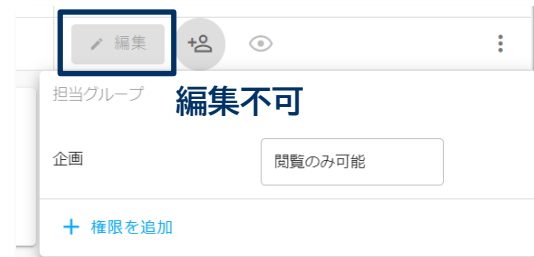 編集
担当グループ
編集不可
企画
閲覧のみ可能
+ 権限を追加